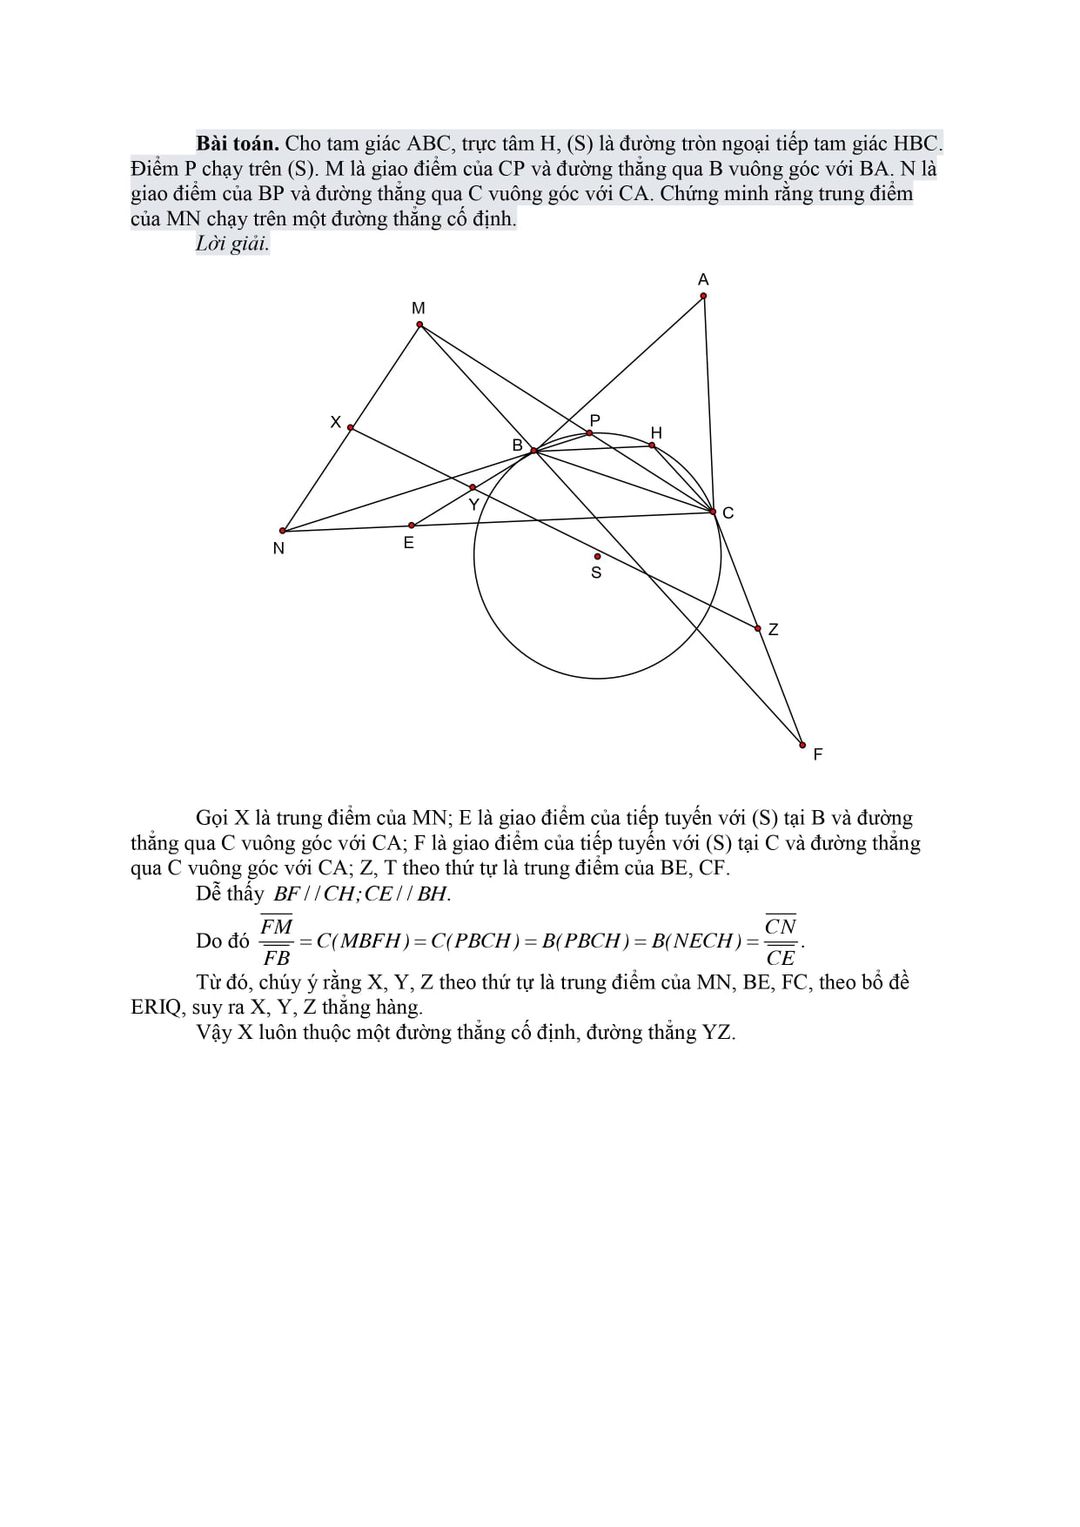 Bài toán. Cho tam giác ABC, trực tâm H, (S) là đường tròn ngoại tiếp tam giác HBC.
Điểm P chạy trên (S). M là giao điểm của CP và đường thẳng qua B vuông góc với BA. N là
giao điểm của BP và đường thẳng qua C vuông góc với CA. Chứng minh rằng trung điểm
của MN chạy trên một đường thẳng cố định.
Lời giải.
A
M
P
X
H
B
Y
C
E
N
S
Z
F
Gọi X là trung điểm của MN; E là giao điểm của tiếp tuyến với (S) tại B và đường
thẳng qua C vuông góc với CA; F là giao điểm của tiếp tuyến với (S) tại C và đường thẳng
qua C vuông góc với CA; Z, T theo thứ tự là trung điểm của BE, CF.
Dễ thấy BF//CH;CE//BH.
Do đó \frac{\overline{FM}}{\overline{FB}} = C(MBFH) = C(PBCH) = B(PBCH) = B(NECH) = \frac{\overline{CN}}{\overline{CE}}.
Từ đó, chúy ý rằng X, Y, Z theo thứ tự là trung điểm của MN, BE, FC, theo bổ đề
ERIQ, suy ra X, Y, Z thẳng hàng.
Vậy X luôn thuộc một đường thẳng cố định, đường thẳng YZ.